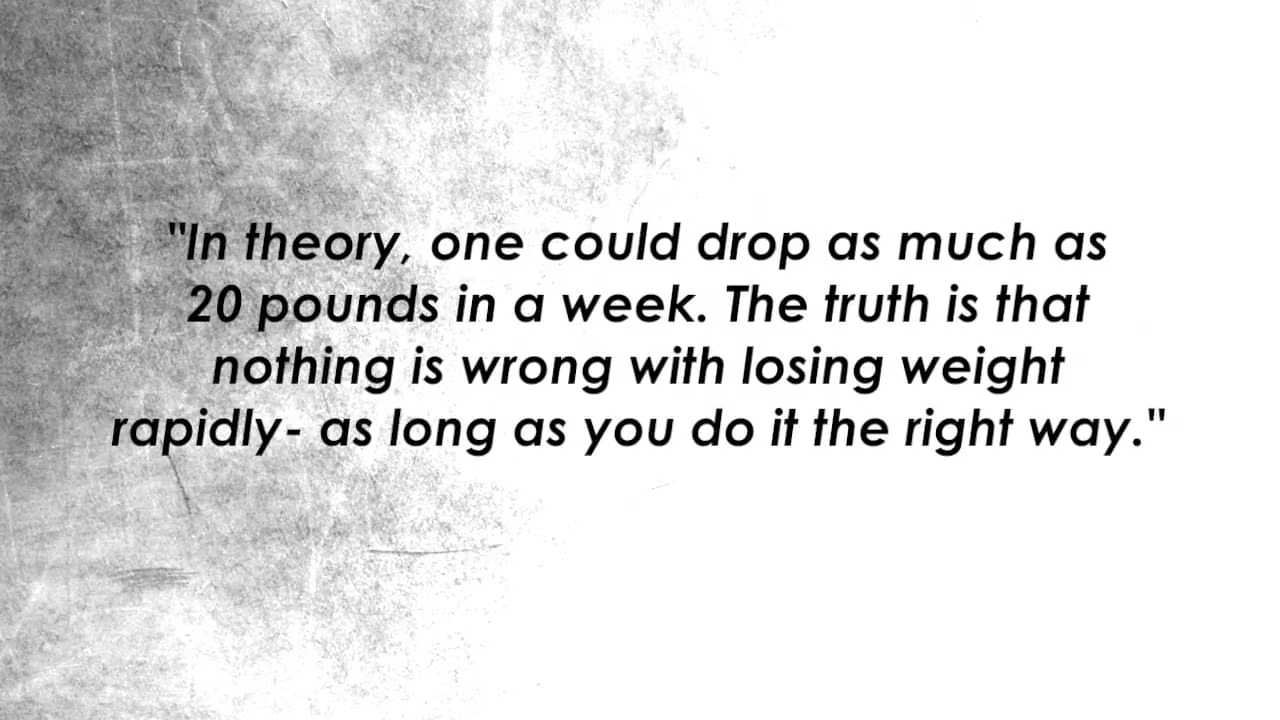 "In theory, one could drop as much as
20 pounds in a week. The truth is that
nothing is wrong with losing weight
rapidly- as long as you do it the right way."